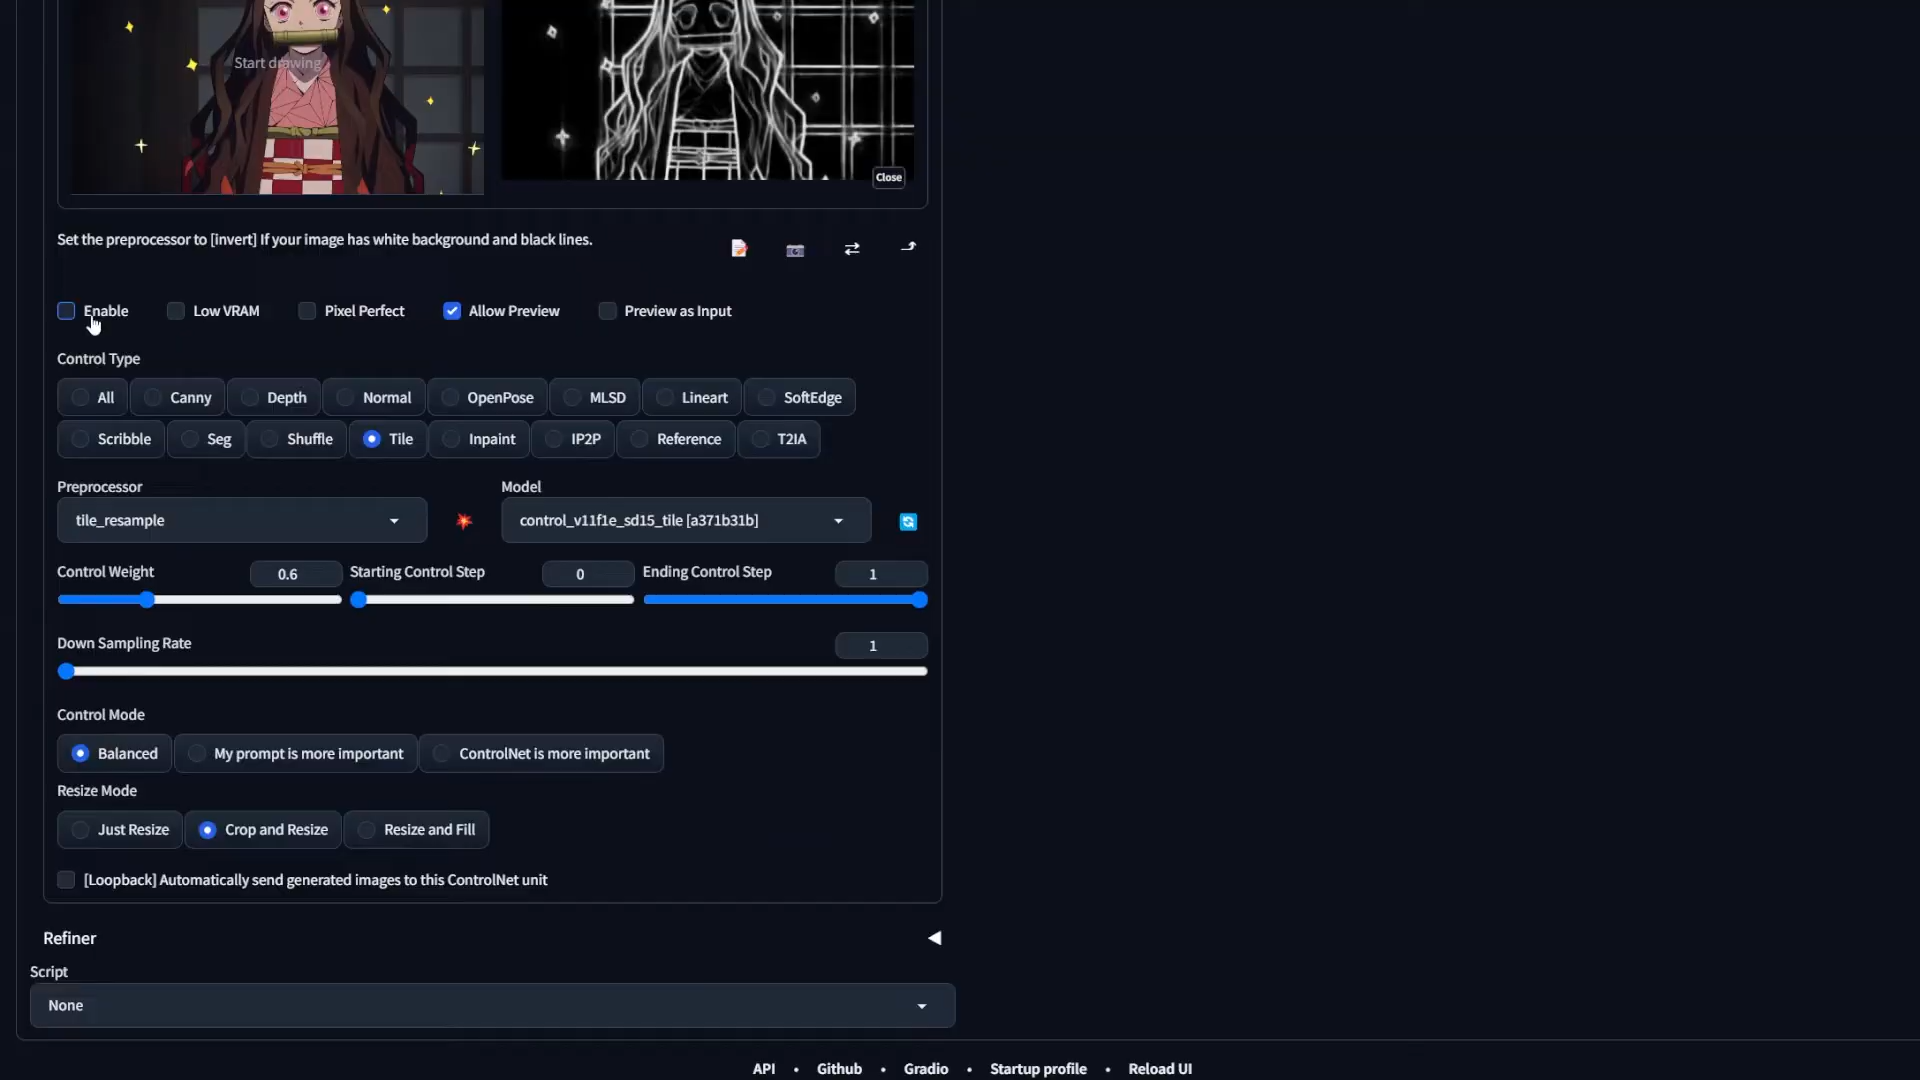 Start drawing
Close
Set the preprocessor to [invert] If your image has white background and black lines.
Enable Low VRAM Pixel Perfect Allow Preview Preview as Input
Control Type
All Canny Depth Normal OpenPose MLSD Lineart SoftEdge
Scribble Seg Shuffle Tile Inpaint IP2P Reference T2IA
Preprocessor Model
tile_resample control_v11f1e_sd15_tile [a371b31b]
Control Weight 0.6 Starting Control Step 0 Ending Control Step 1
Down Sampling Rate 1
Control Mode
Balanced My prompt is more important ControlNet is more important
Resize Mode
Just Resize Crop and Resize Resize and Fill
[Loopback] Automatically send generated images to this ControlNet unit
Refiner
Script
None
API • Github • Gradio • Startup profile • Reload UI